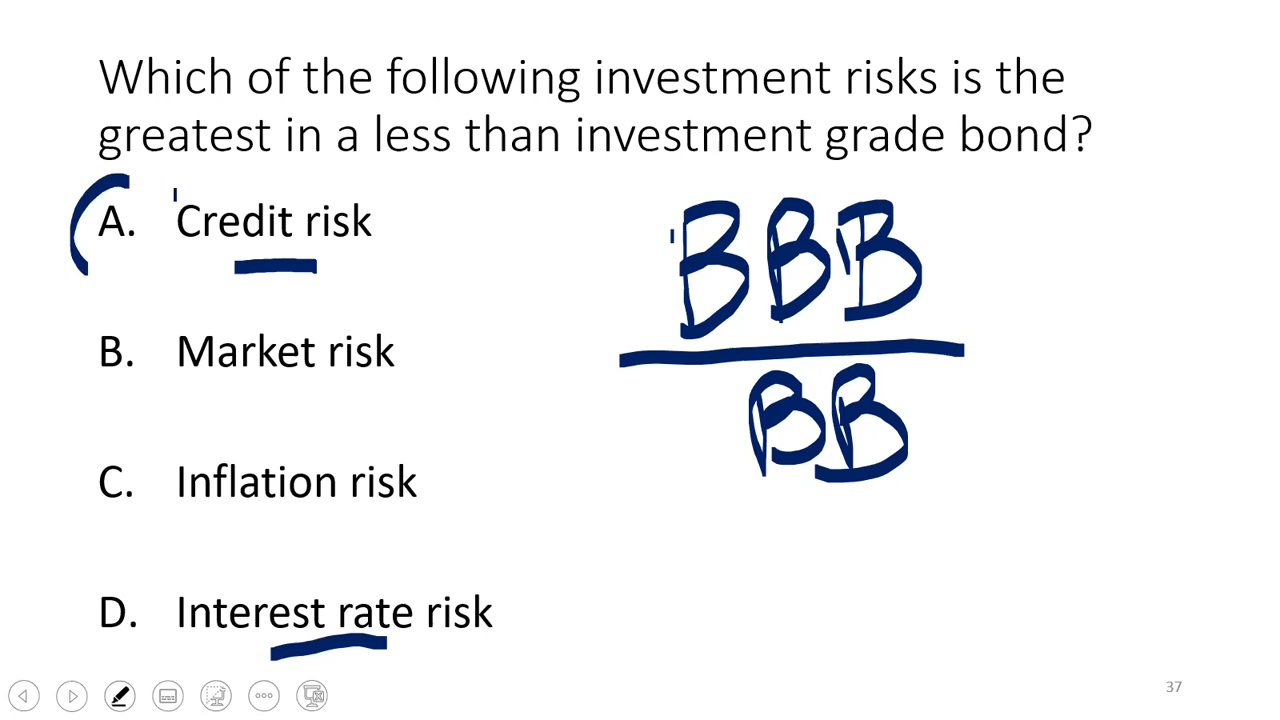 Which of the following investment risks is the
greatest in a less than investment grade bond?
A. Credit risk
BBB
B. Market risk
BB
C. Inflation risk
D. Interest rate risk
37